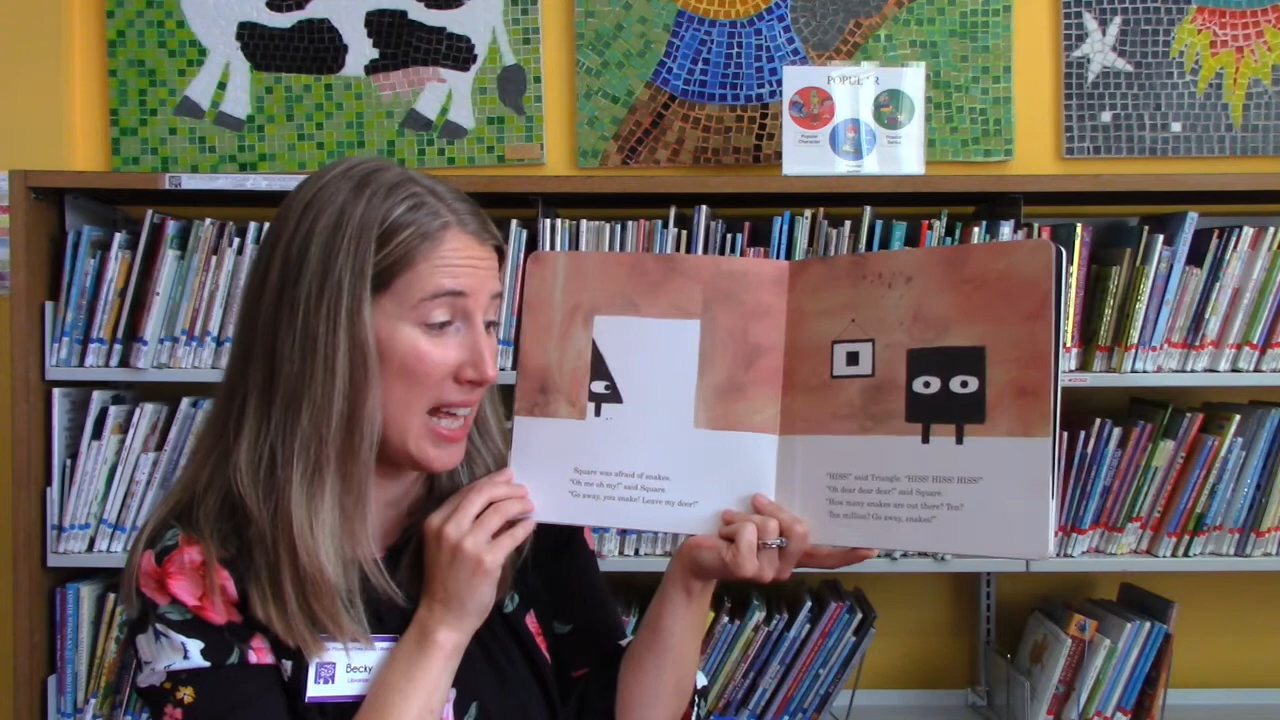 POPULAR
Popular
Character
Popular
Series
Square was afraid of snakes.
"Oh me oh my!" said Square.
"Go away, you snake! Leave my door!"
"HISS!" said Triangle. "HISS! HISS! HISS!"
"Oh dear dear dear!" said Square.
"How many snakes are out there? Ten?
Ten million? Go away, snakes!"
Becky
Librarian